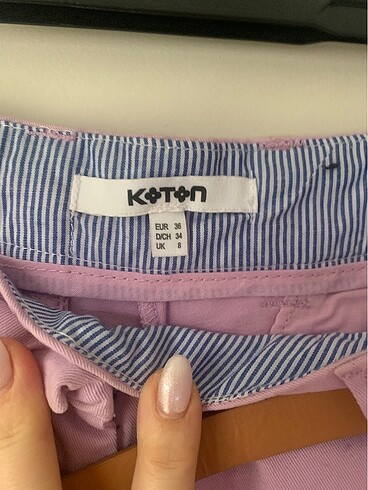 KOTON
EUR 36
D/CH 34
UK 8